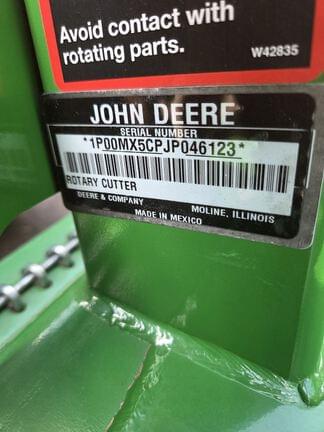 Avoid contact with
rotating parts.
W42835
JOHN DEERE
SERIAL NUMBER
*1P00MX5CPJP046123*
ROTARY CUTTER
DEERE & COMPANY MOLINE, ILLINOIS
MADE IN MEXICO